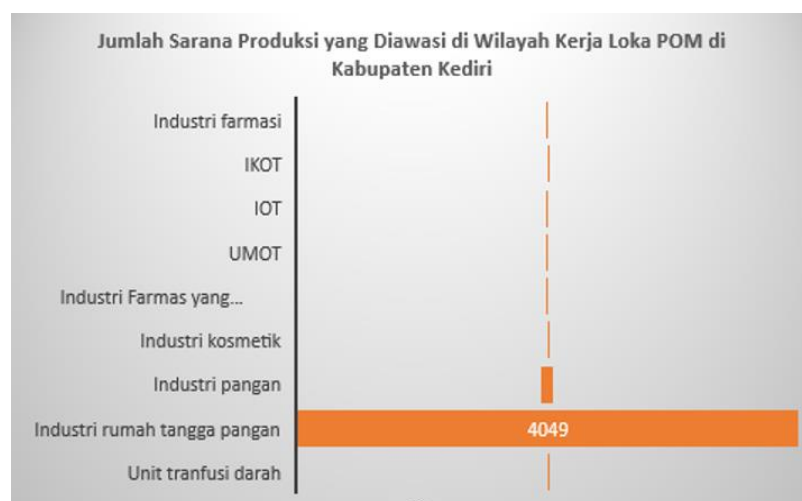 Jumlah Sarana Produksi yang Diawasi di Wilayah Kerja Loka POM di
Kabupaten Kediri
Industri farmasi
IKOT
IOT
UMOT
Industri Farmas yang...
Industri kosmetik
Industri pangan
Industri rumah tangga pangan
4049
Unit tranfusi darah